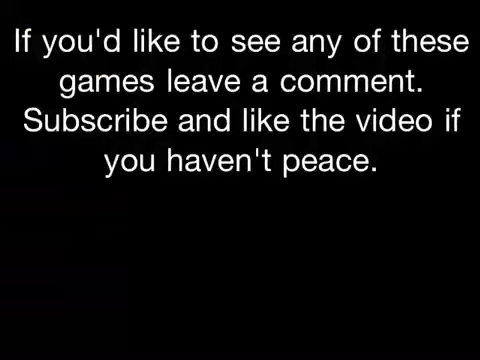 If you'd like to see any of these
games leave a comment.
Subscribe and like the video if
you haven't peace.